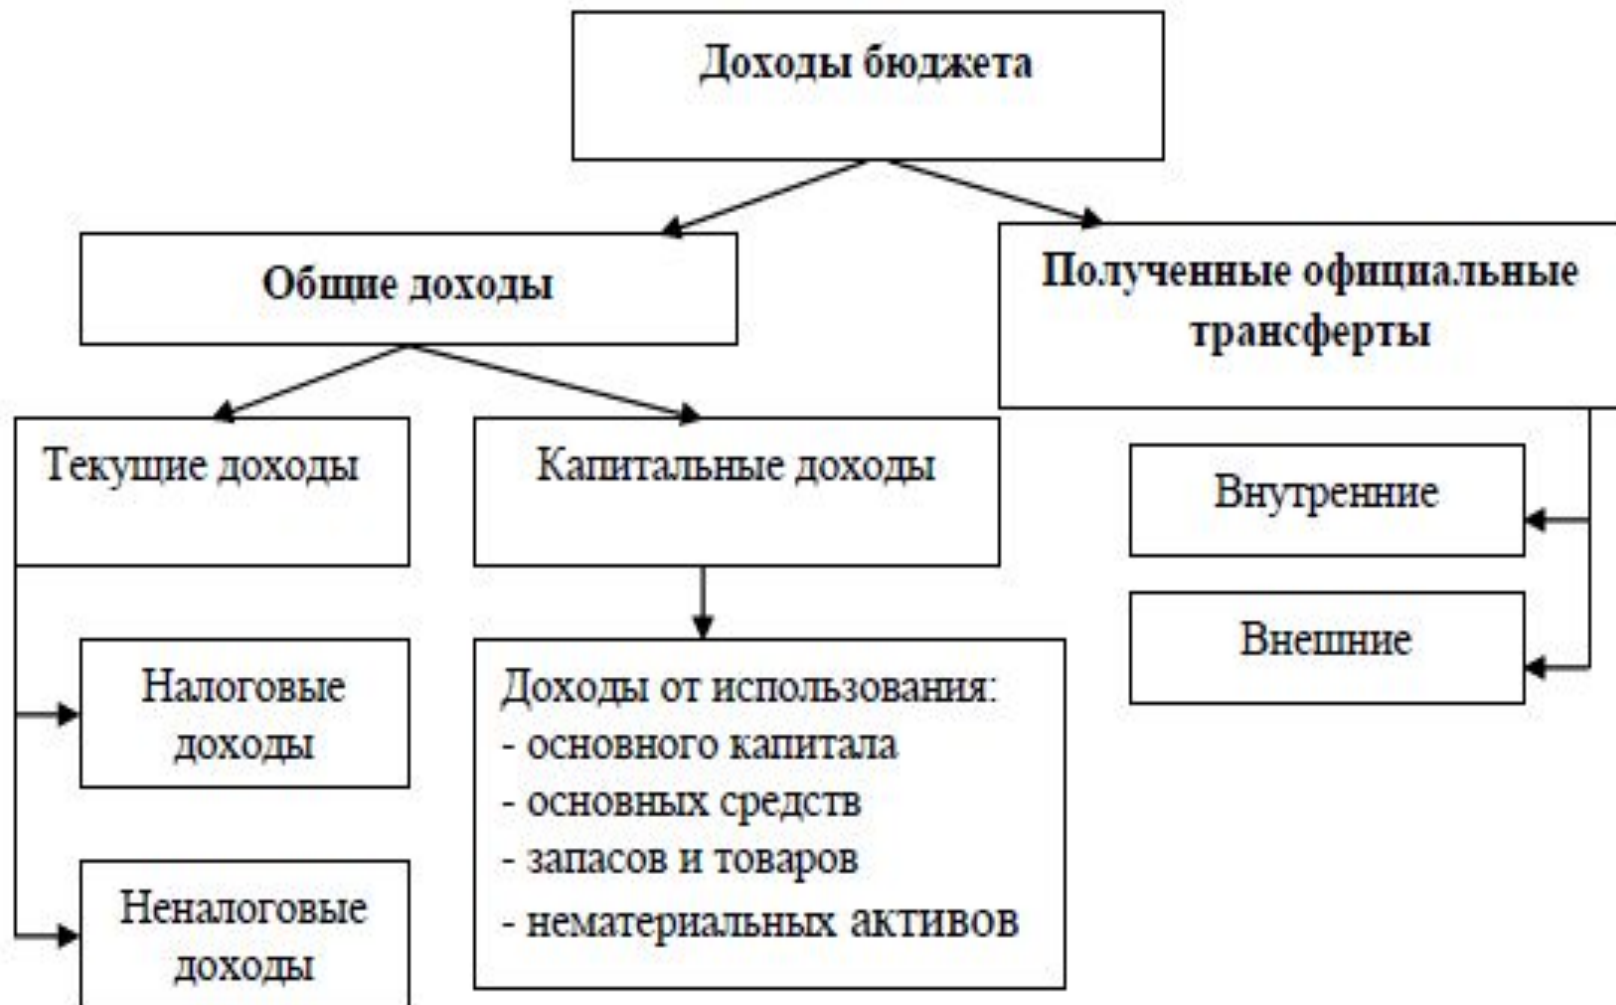 Доходы бюджета
Общие доходы
Полученные официальные
трансферты
Текущие доходы
Капитальные доходы
Внутренние
Внешние
Налоговые
доходы
Доходы от использования:
- основного капитала
- основных средств
- запасов и товаров
- нематериальных активов
Неналоговые
доходы